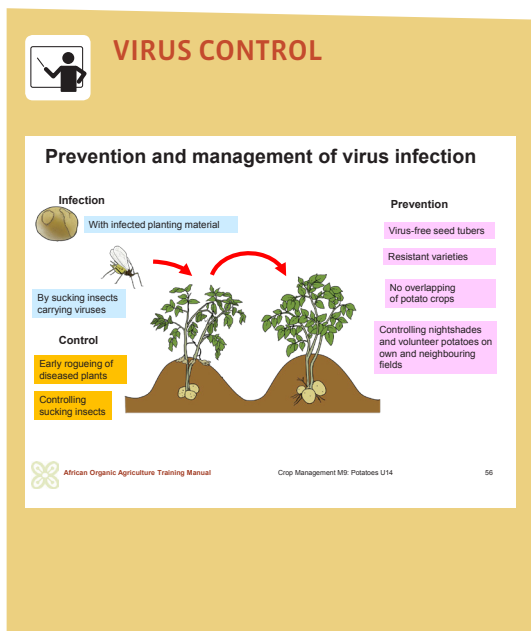 VIRUS CONTROL
Prevention and management of virus infection
Infection
With infected planting material
By sucking insects
carrying viruses
Control
Early rogueing of
diseased plants
Controlling
sucking insects
Prevention
Virus-free seed tubers
Resistant varieties
No overlapping
of potato crops
Controlling nightshades
and volunteer potatoes on
own and neighbouring
fields
African Organic Agriculture Training Manual
Crop Management M9: Potatoes U14
56